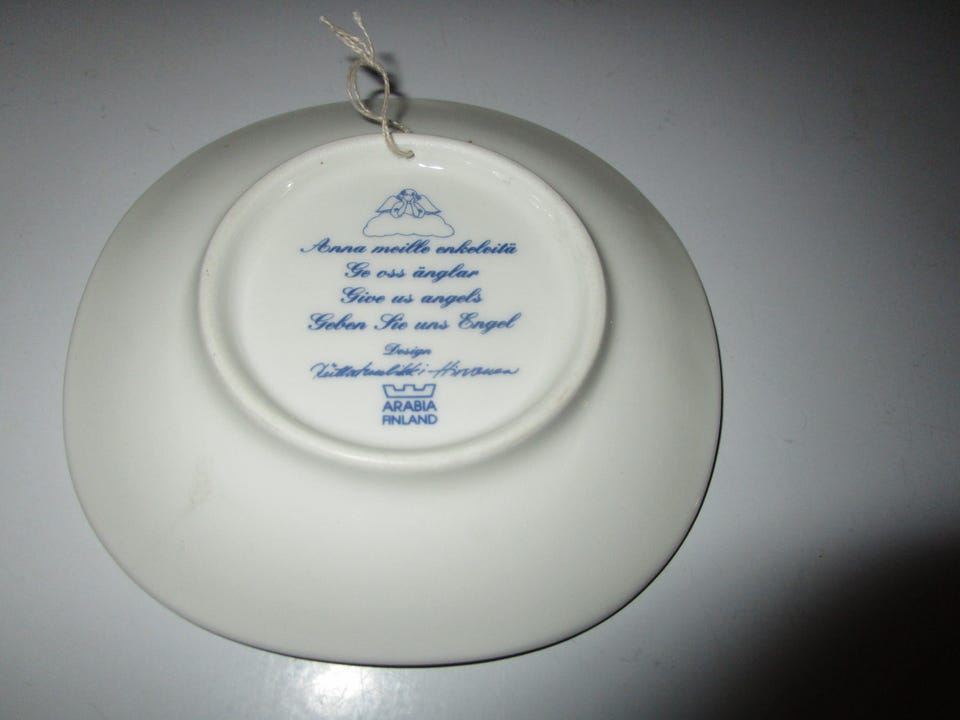 Anna meille enkeleitä
Ge oss änglar
Give us angels
Geben Sie uns Engel
Design
ARABIA
FINLAND